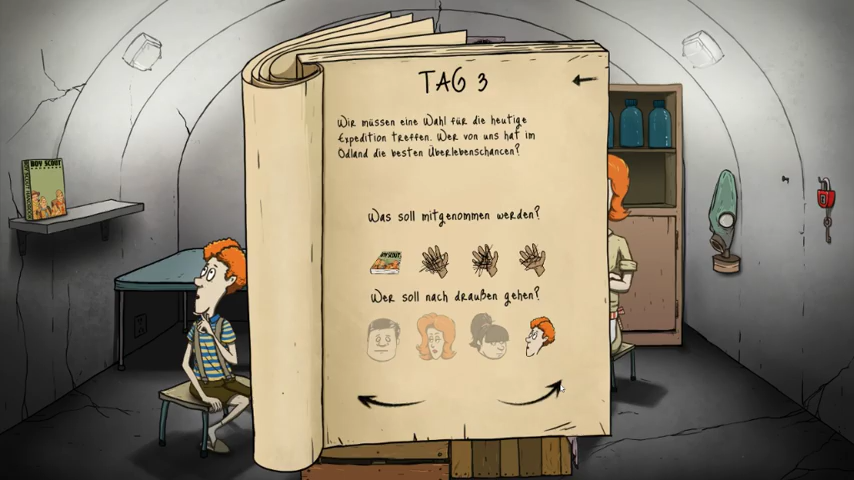 TAG 3
Wir müssen eine Wahl für die heutige
Expedition treffen. Wer von uns hat im
Ödland die besten Überlebenschancen?
Was soll mitgenommen werden?
Wer soll nach draußen gehen?
BOY SCOUT